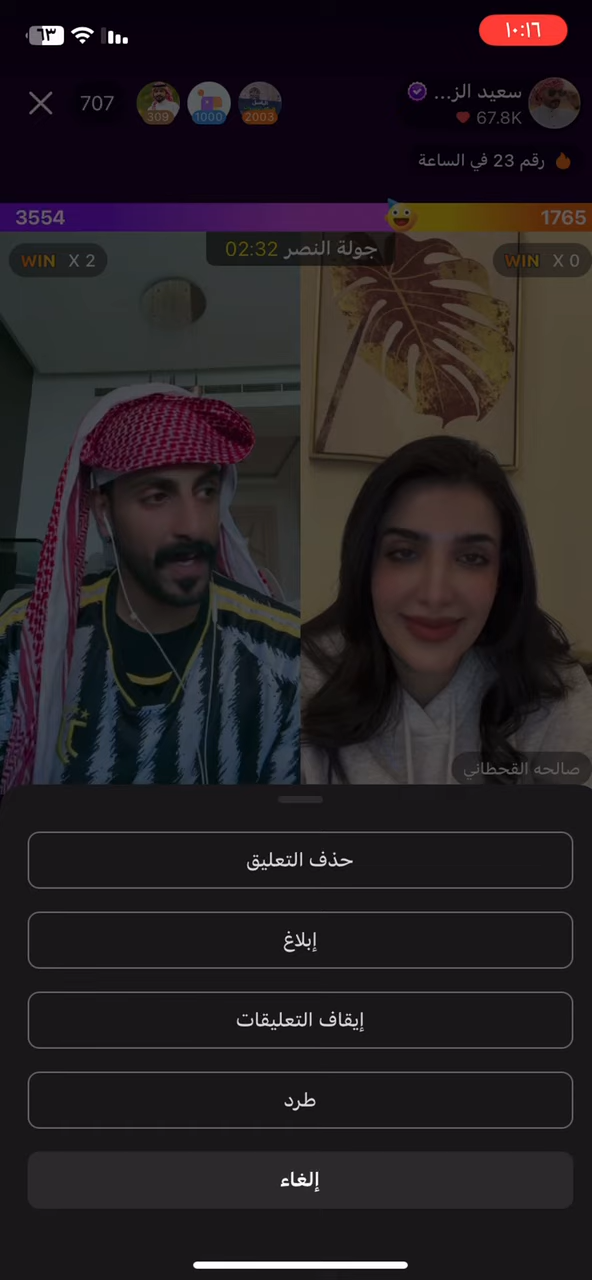 ٦٣
١٠:١٦
سعيد الز...
67.8K
2003
1000
309
707
رقم 23 في الساعة
3554
1765
WIN X 2
جولة النصر 02:32
WIN X 0
صالحه القحطاني
حذف التعليق
إبلاغ
إيقاف التعليقات
طرد
إلغاء